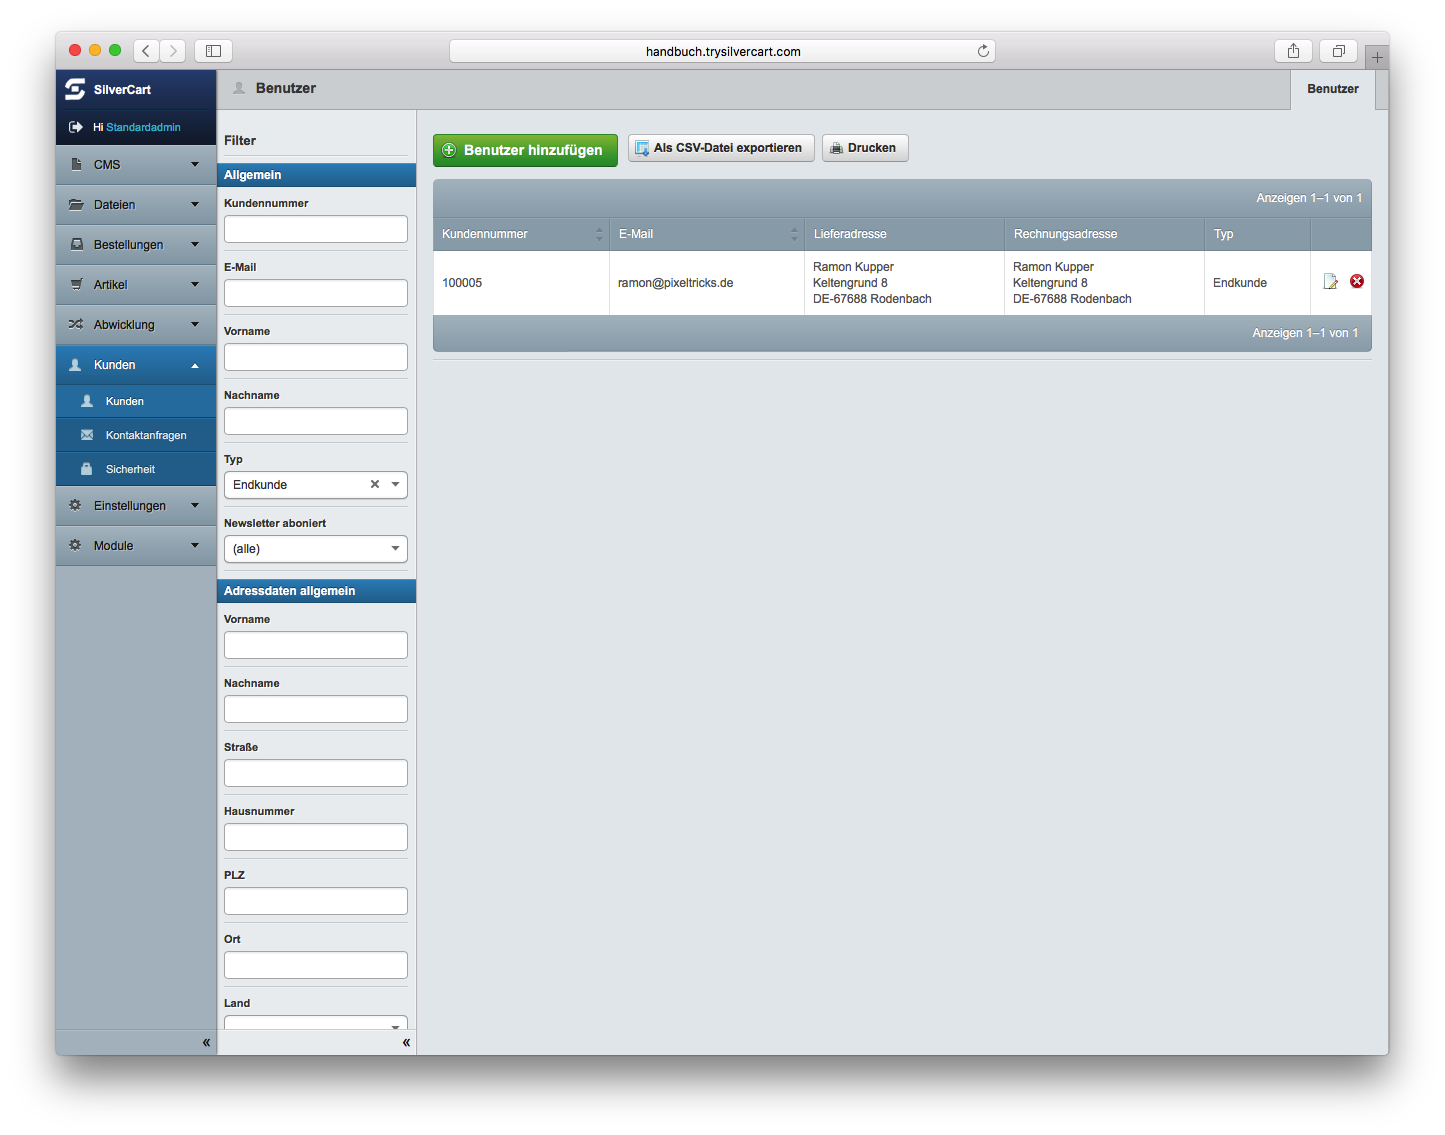 handbuch.trysilvercart.com
SilverCart
Hi Standardadmin
CMS
Dateien
Bestellungen
Artikel
Abwicklung
Kunden
Kunden
Kontaktanfragen
Sicherheit
Einstellungen
Module
«
Benutzer
Benutzer
Filter
Allgemein
Kundennummer
E-Mail
Vorname
Nachname
Typ
Endkunde
Newsletter aboniert
(alle)
Adressdaten allgemein
Vorname
Nachname
Straße
Hausnummer
PLZ
Ort
Land
«
Benutzer hinzufügen
Als CSV-Datei exportieren
Drucken
Anzeigen 1–1 von 1
Kundennummer E-Mail Lieferadresse Rechnungsadresse Typ
100005 ramon@pixeltricks.de Ramon Kupper Ramon Kupper Endkunde
Keltengrund 8 Keltengrund 8
DE-67688 Rodenbach DE-67688 Rodenbach
Anzeigen 1–1 von 1